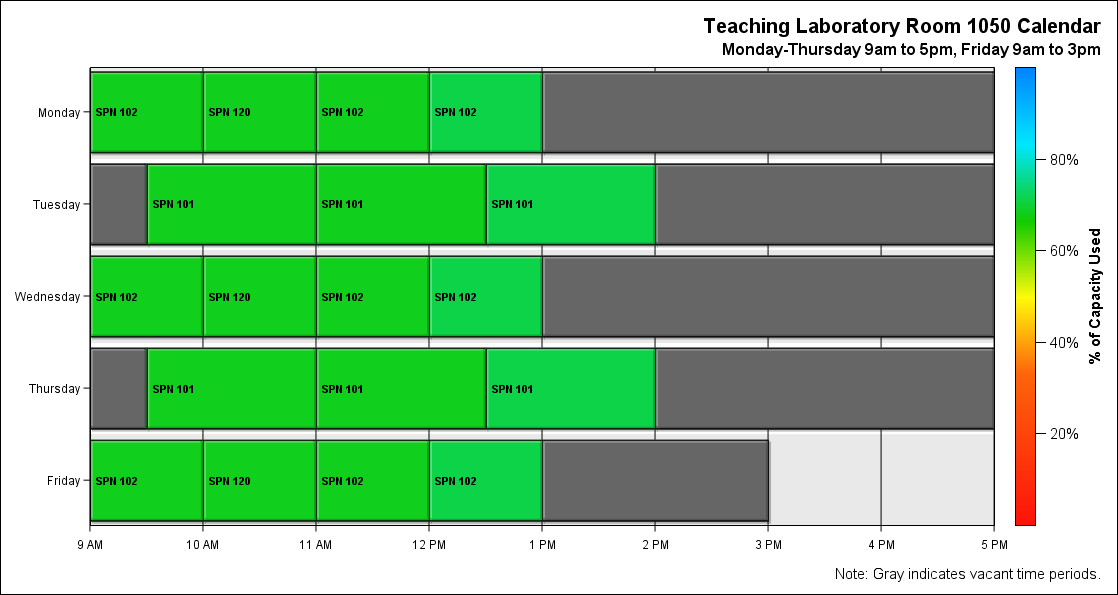 Teaching Laboratory Room 1050 Calendar
Monday-Thursday 9am to 5pm, Friday 9am to 3pm
Monday
SPN 102
SPN 120
SPN 102
SPN 102
Tuesday
SPN 101
SPN 101
SPN 101
Wednesday
SPN 102
SPN 120
SPN 102
SPN 102
Thursday
SPN 101
SPN 101
SPN 101
Friday
SPN 102
SPN 120
SPN 102
SPN 102
9 AM
10 AM
11 AM
12 PM
1 PM
2 PM
3 PM
4 PM
5 PM
80%
60%
40%
20%
% of Capacity Used
Note: Gray indicates vacant time periods.